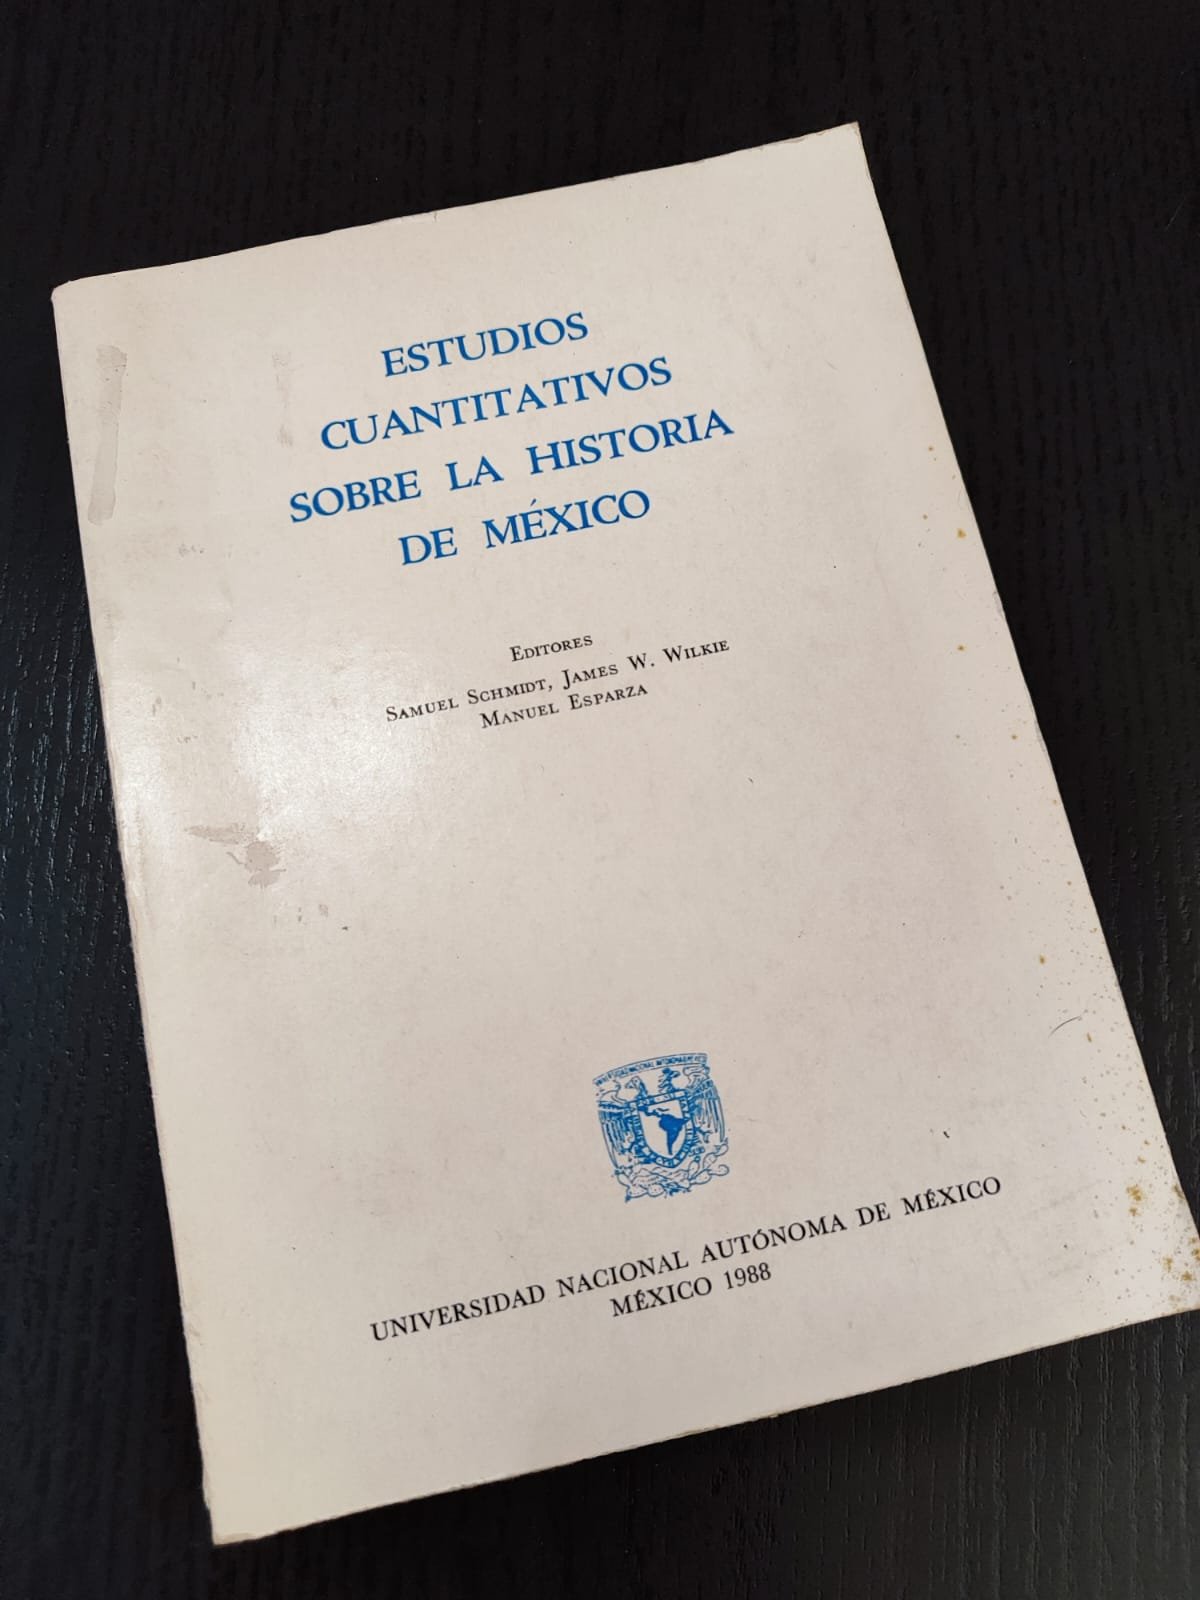 ESTUDIOS
CUANTITATIVOS
SOBRE LA HISTORIA
DE MÉXICO
EDITORES
SAMUEL SCHMIDT, JAMES W. WILKIE
MANUEL ESPARZA
UNIVERSIDAD NACIONAL AUTÓNOMA DE MÉXICO
MÉXICO 1988